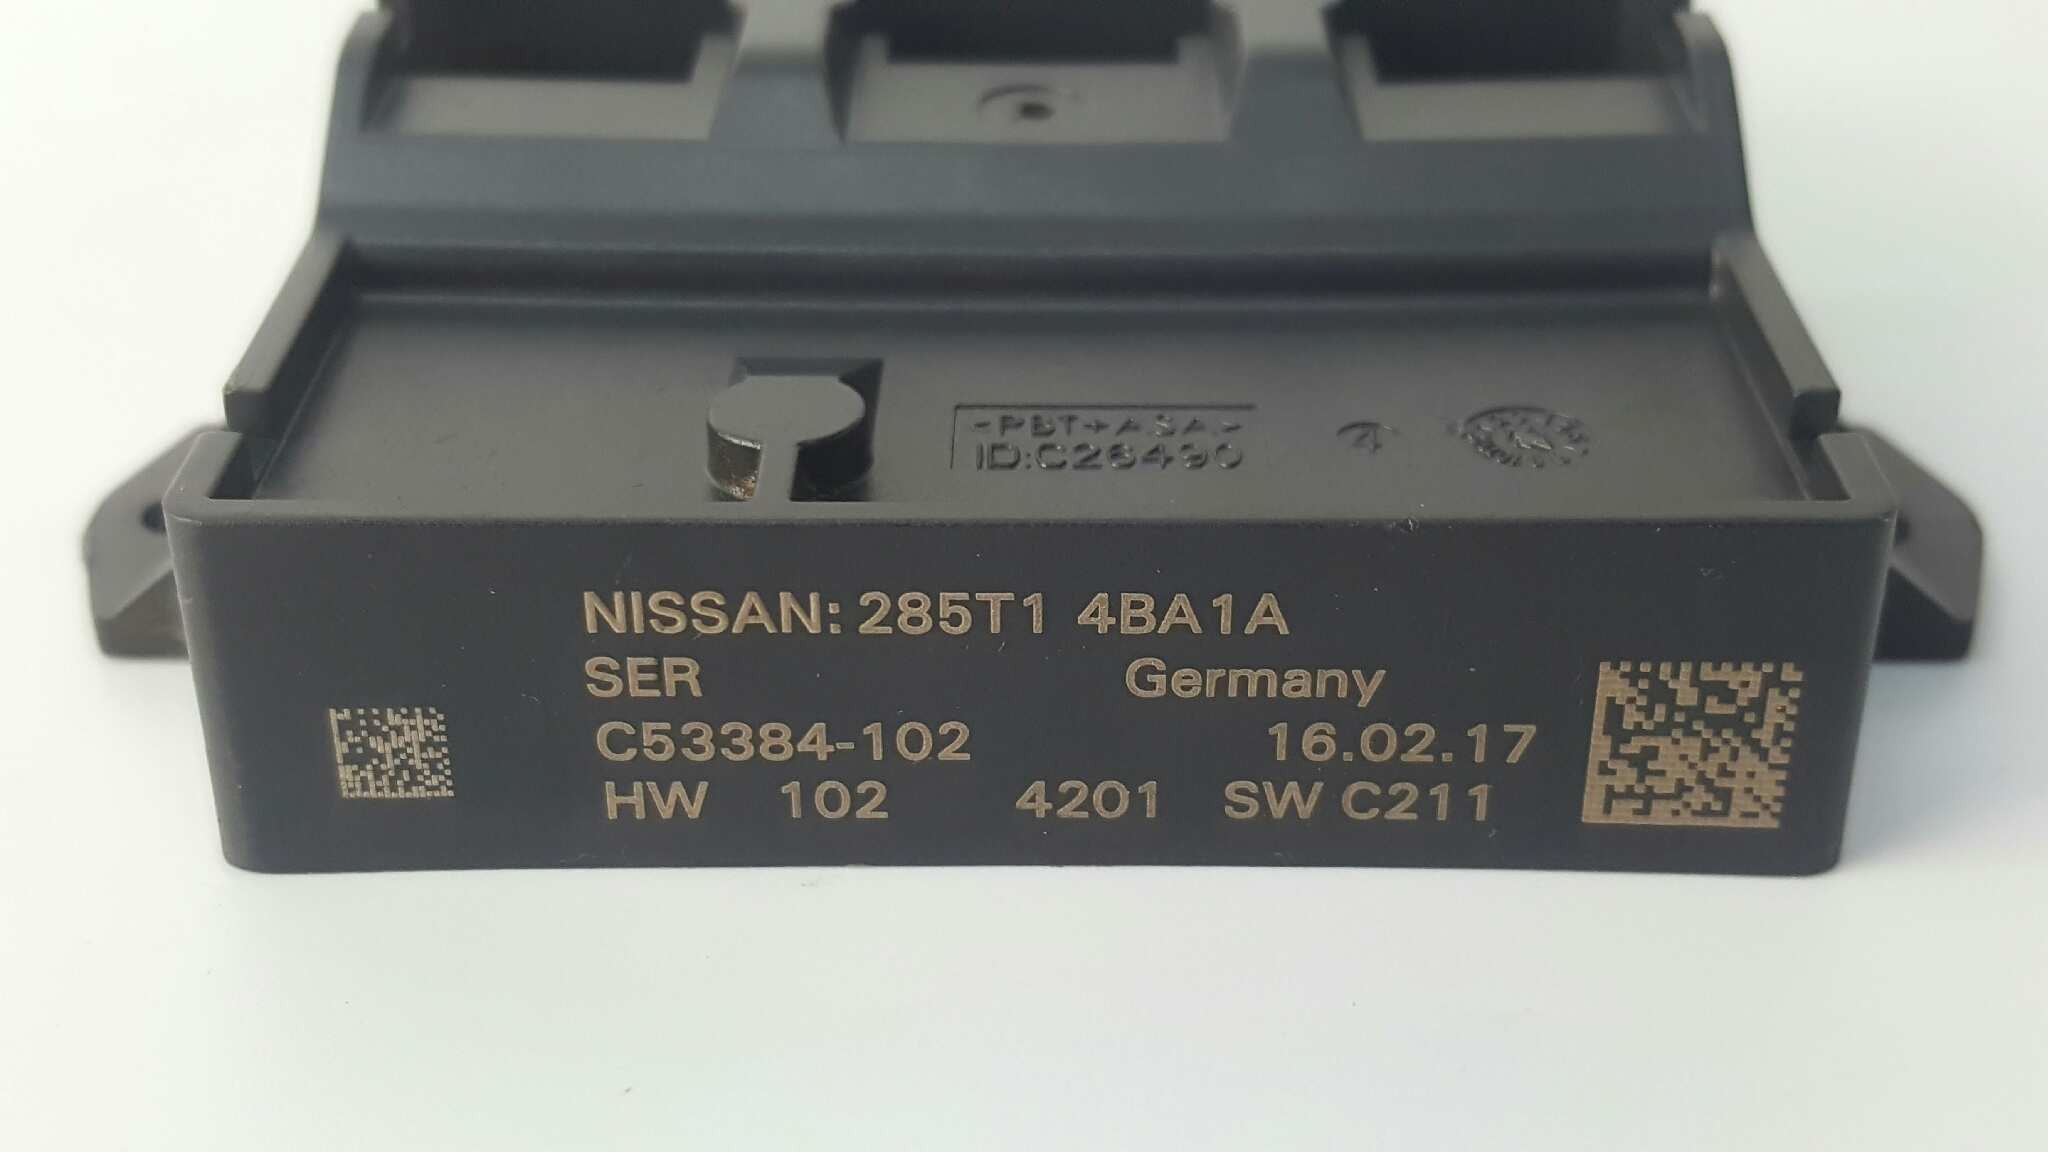 <PBT+ASA>
ID:C26490
4
NISSAN: 285T1 4BA1A
SER Germany
C53384-102 16.02.17
HW 102 4201 SW C211